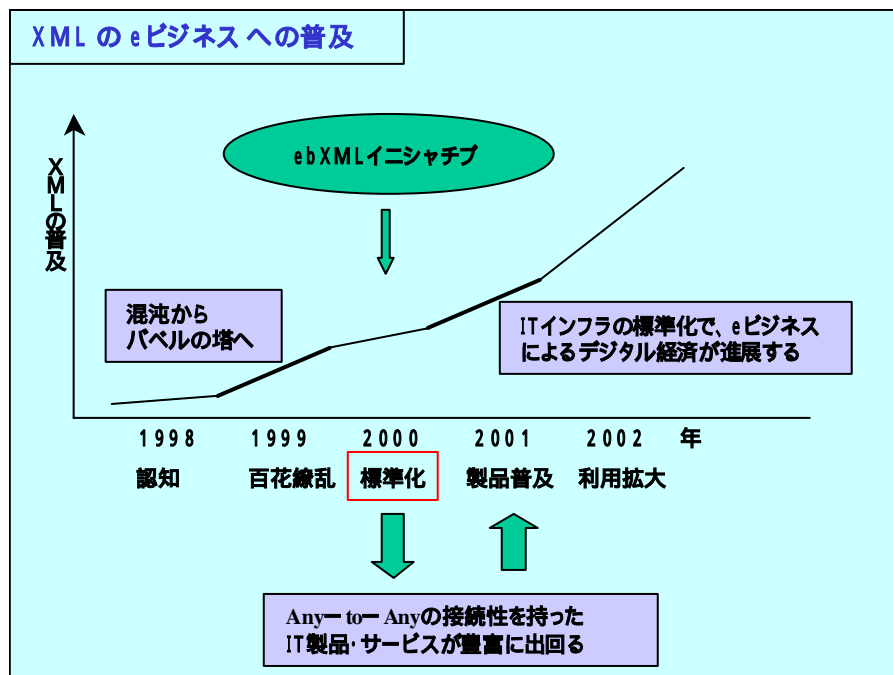 XML の eビジネス への普及
ebXMLイニシャチブ
XMLの普及
混沌から
バベルの塔へ
ITインフラの標準化で、eビジネス
によるデジタル経済が進展する
1998 1999 2000 2001 2002 年
認知 百花繚乱 標準化 製品普及 利用拡大
Anyーtoー Anyの接続性を持った
IT製品・サービスが豊富に出回る